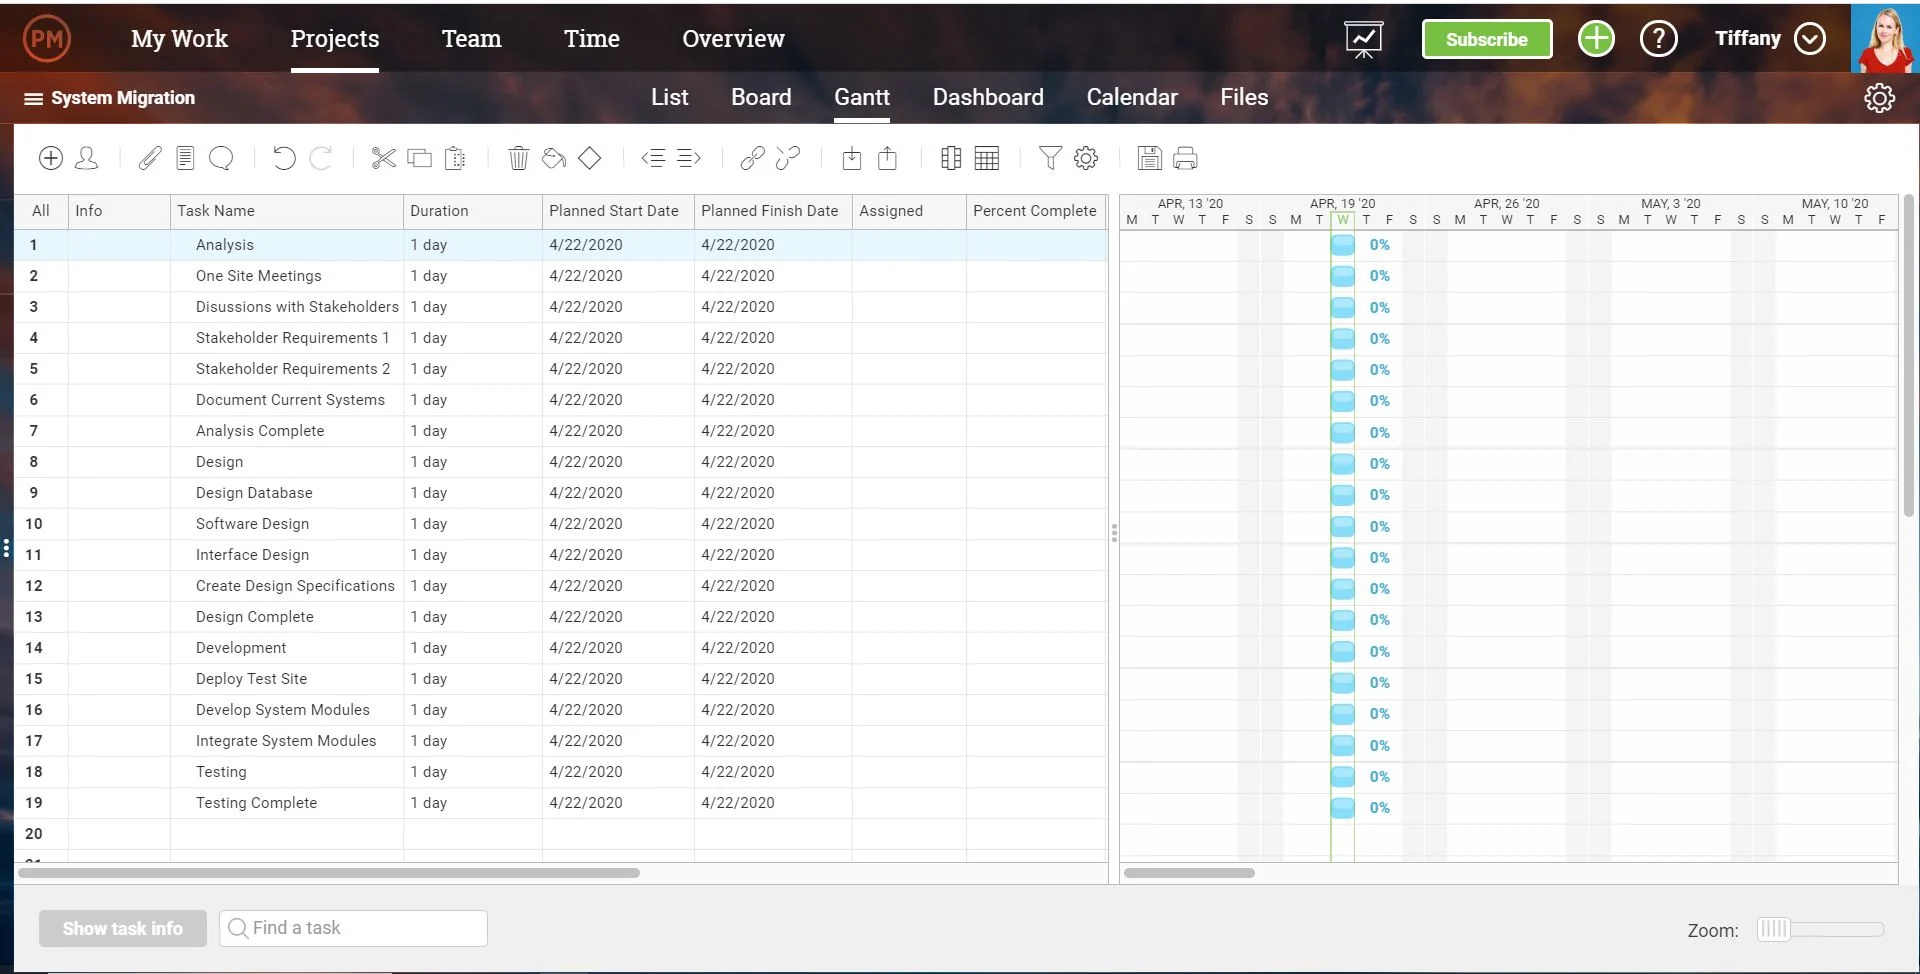 PM My Work Projects Team Time Overview Subscribe ? Tiffany
System Migration List Board Gantt Dashboard Calendar Files
All Info Task Name Duration Planned Start Date Planned Finish Date Assigned Percent Complete
APR, 13 '20 APR, 19 '20 APR, 26 '20 MAY, 3 '20 MAY, 10 '20
M T W T F S S M T W T F S S M T W T F S S M T W T F S S M T W T F
1 Analysis 1 day 4/22/2020 4/22/2020 0%
2 One Site Meetings 1 day 4/22/2020 4/22/2020 0%
3 Disussions with Stakeholders 1 day 4/22/2020 4/22/2020 0%
4 Stakeholder Requirements 1 1 day 4/22/2020 4/22/2020 0%
5 Stakeholder Requirements 2 1 day 4/22/2020 4/22/2020 0%
6 Document Current Systems 1 day 4/22/2020 4/22/2020 0%
7 Analysis Complete 1 day 4/22/2020 4/22/2020 0%
8 Design 1 day 4/22/2020 4/22/2020 0%
9 Design Database 1 day 4/22/2020 4/22/2020 0%
10 Software Design 1 day 4/22/2020 4/22/2020 0%
11 Interface Design 1 day 4/22/2020 4/22/2020 0%
12 Create Design Specifications 1 day 4/22/2020 4/22/2020 0%
13 Design Complete 1 day 4/22/2020 4/22/2020 0%
14 Development 1 day 4/22/2020 4/22/2020 0%
15 Deploy Test Site 1 day 4/22/2020 4/22/2020 0%
16 Develop System Modules 1 day 4/22/2020 4/22/2020 0%
17 Integrate System Modules 1 day 4/22/2020 4/22/2020 0%
18 Testing 1 day 4/22/2020 4/22/2020 0%
19 Testing Complete 1 day 4/22/2020 4/22/2020 0%
20
Show task info Find a task Zoom: